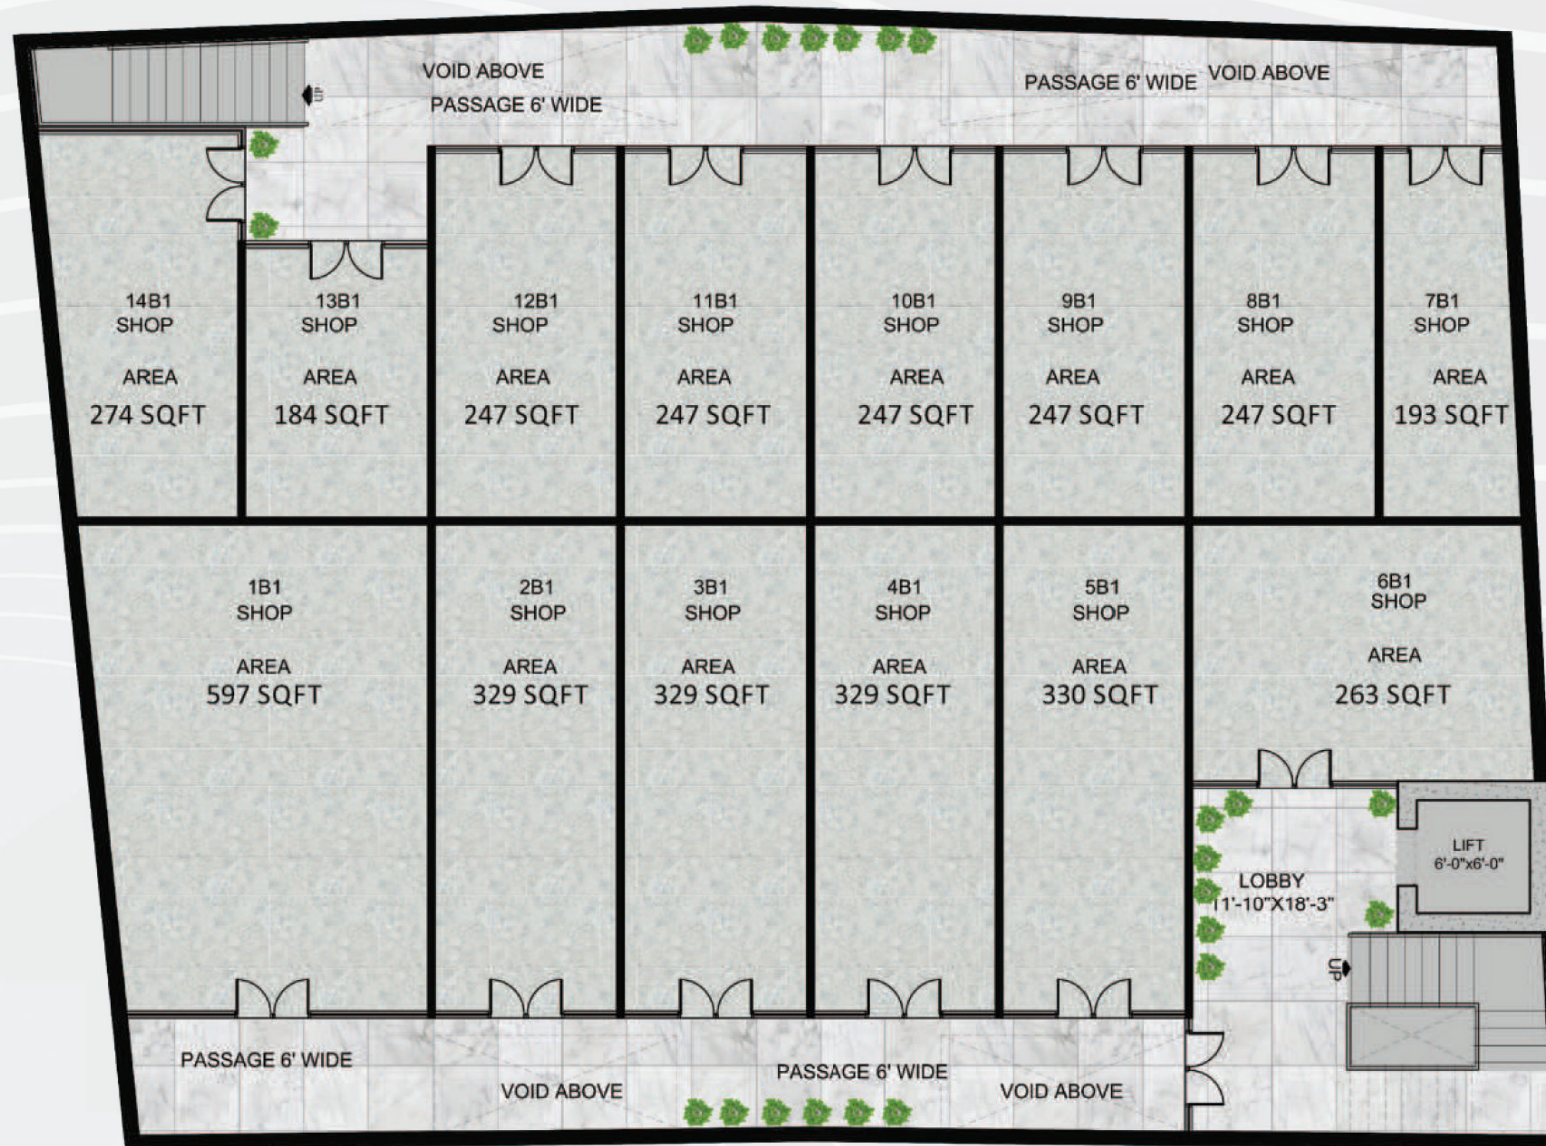 VOID ABOVE
PASSAGE 6' WIDE
PASSAGE 6' WIDE
VOID ABOVE
UP
14B1
SHOP
AREA
274 SQFT
13B1
SHOP
AREA
184 SQFT
12B1
SHOP
AREA
247 SQFT
11B1
SHOP
AREA
247 SQFT
10B1
SHOP
AREA
247 SQFT
9B1
SHOP
AREA
247 SQFT
8B1
SHOP
AREA
247 SQFT
7B1
SHOP
AREA
193 SQFT
1B1
SHOP
AREA
597 SQFT
2B1
SHOP
AREA
329 SQFT
3B1
SHOP
AREA
329 SQFT
4B1
SHOP
AREA
329 SQFT
5B1
SHOP
AREA
330 SQFT
6B1
SHOP
AREA
263 SQFT
LIFT
6'-0"x6'-0"
LOBBY
11'-10"X18'-3"
UP
PASSAGE 6' WIDE
VOID ABOVE
PASSAGE 6' WIDE
VOID ABOVE